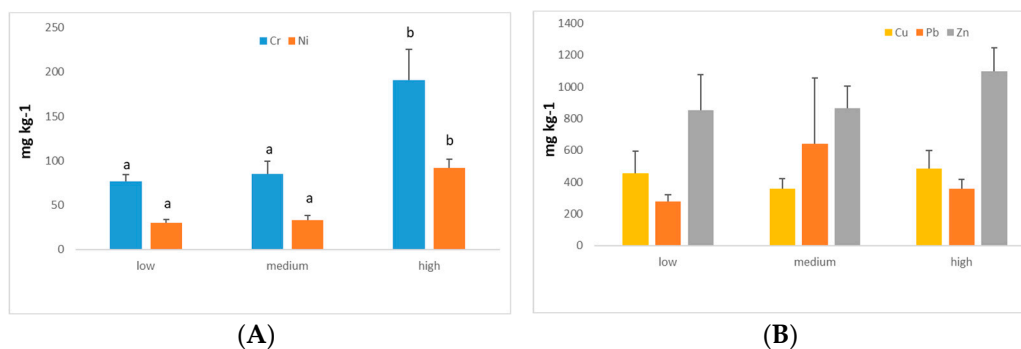 250
200
150
100
50
0
mg kg-1
Cr Ni
a a
a a
b b
low medium high
(A)
1400
1200
1000
800
600
400
200
0
mg kg-1
Cu Pb Zn
low medium high
(B)